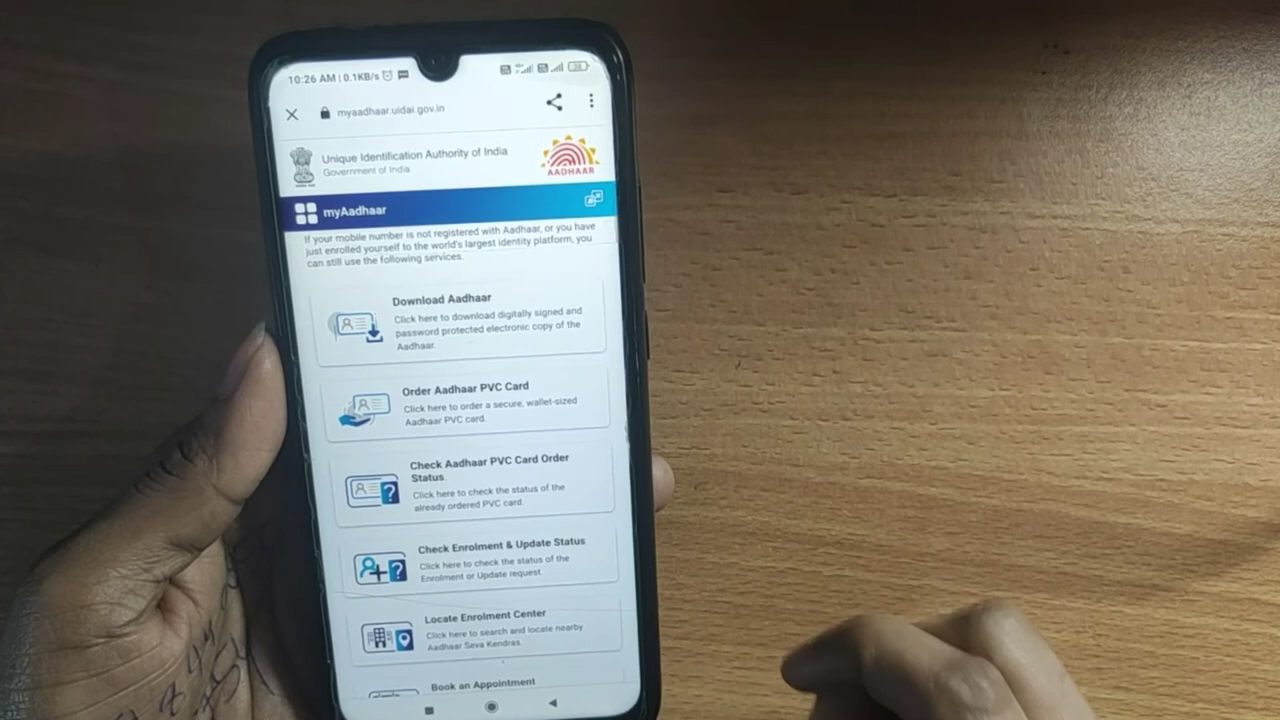 10:26 AM | 0.1KB/s
myaadhaar.uidai.gov.in
Unique Identification Authority of India
Government of India
AADHAAR
myAadhaar
If your mobile number is not registered with Aadhaar, or you have
just enrolled yourself to the world's largest identity platform, you
can still use the following services.
Download Aadhaar
Click here to download digitally signed and
password protected electronic copy of the
Aadhaar.
Order Aadhaar PVC Card
Click here to order a secure, wallet-sized
Aadhaar PVC card.
Check Aadhaar PVC Card Order
Status
Click here to check the status of the
already ordered PVC card.
Check Enrolment & Update Status
Click here to check the status of the
Enrolment or Update request.
Locate Enrolment Center
Click here to search and locate nearby
Aadhaar Seva Kendras.
Book an Appointment